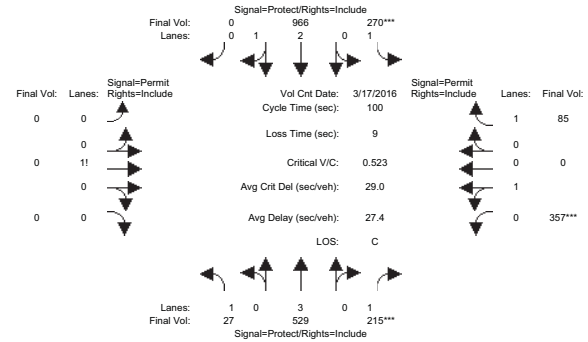 Signal=Protect/Rights=Include
Final Vol: 0 966 270***
Lanes: 0 1 2 0 1
Signal=Permit Signal=Permit
Final Vol: Lanes: Rights=Include Vol Cnt Date: 3/17/2016 Rights=Include Lanes: Final Vol:
Cycle Time (sec): 100
0 0 1 85
Loss Time (sec): 9
0 0
0 1! Critical V/C: 0.523 0 0
0 Avg Crit Del (sec/veh): 29.0 1
0 0 Avg Delay (sec/veh): 27.4 0 357***
LOS: C
Lanes: 1 0 3 0 1
Final Vol: 27 529 215***
Signal=Protect/Rights=Include